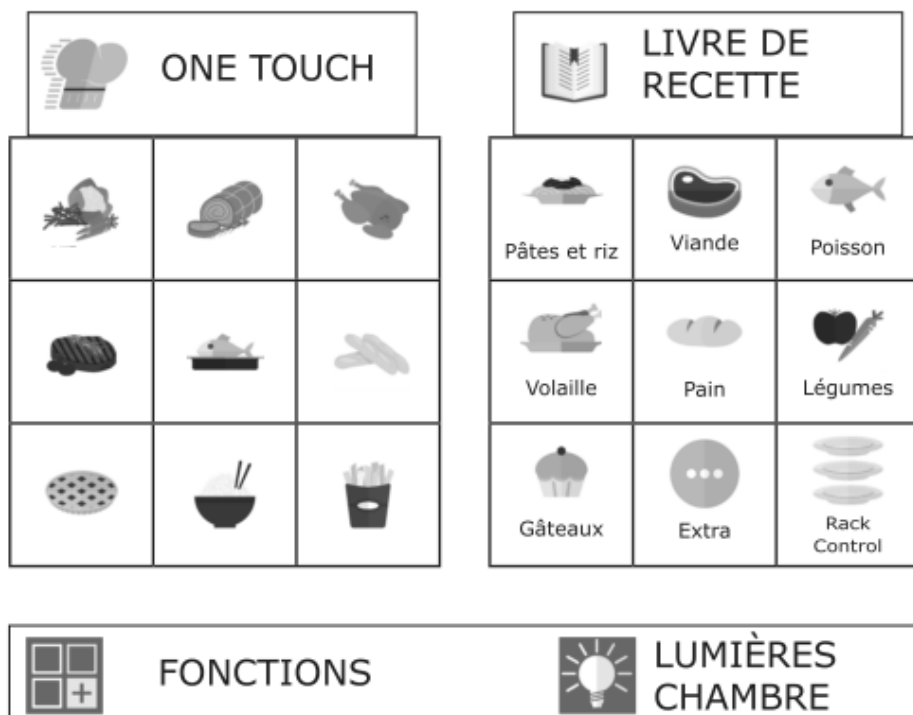 ONE TOUCH
LIVRE DE
RECETTE
Pâtes et riz
Viande
Poisson
Volaille
Pain
Légumes
Gâteaux
Extra
Rack
Control
FONCTIONS
LUMIÈRES
CHAMBRE